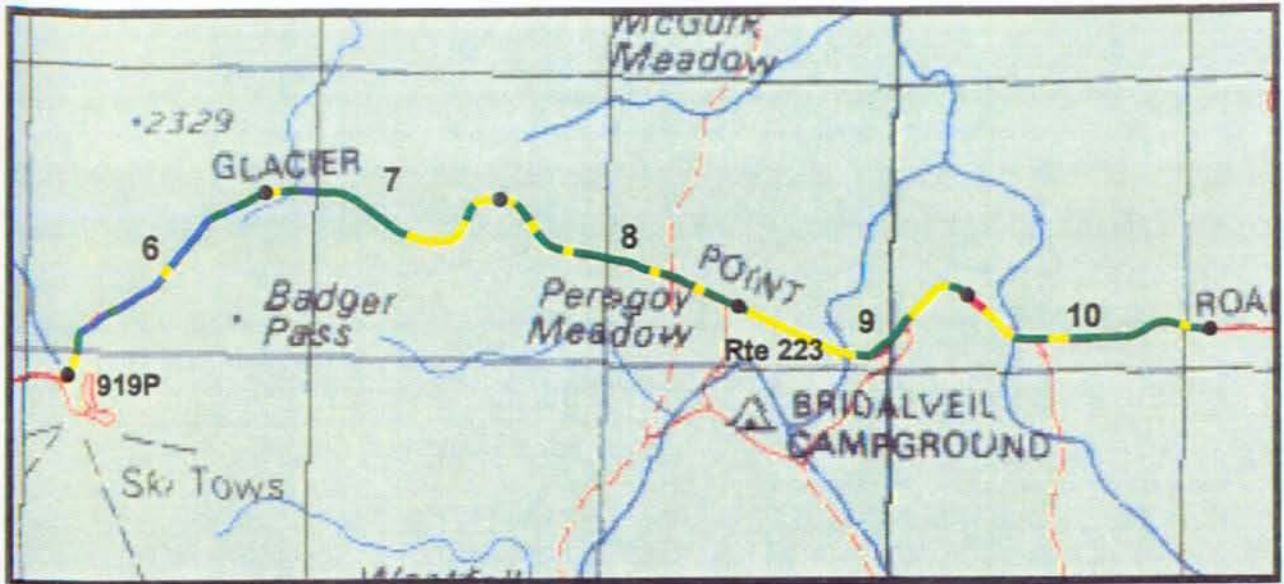 McGurk
Meadow
2329
GLACIER
7
6
8
POINT
Badger
Pass
Peregoy
Meadow
9
10
ROAD
Rte 223
919P
BRIDALVEIL
CAMPGROUND
Ski Tows